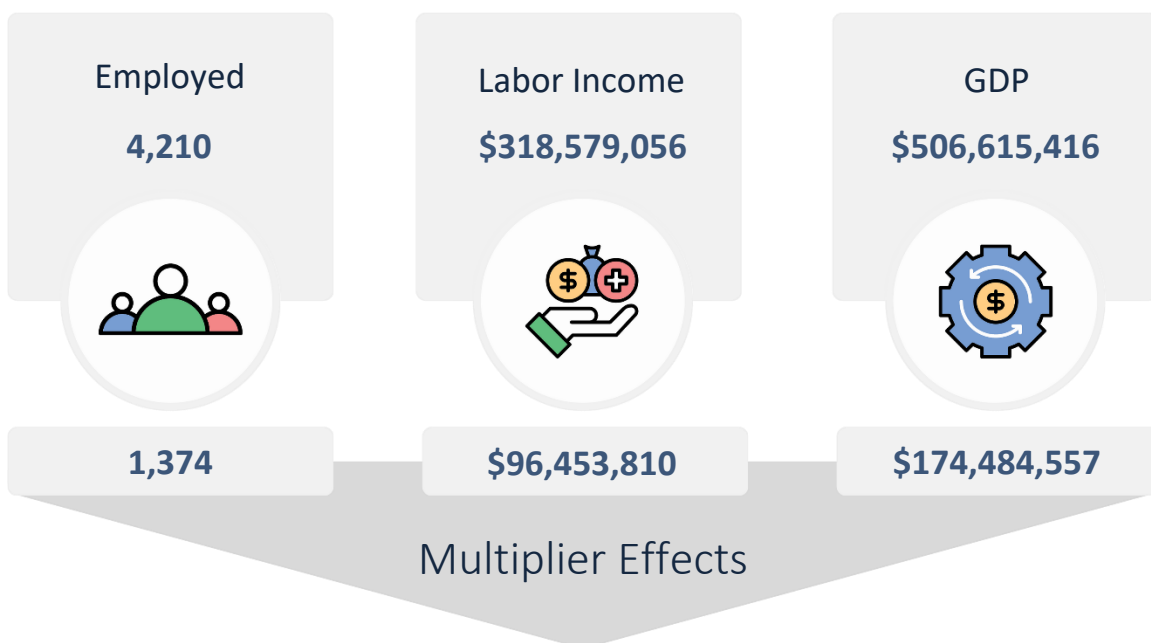 Employed
4,210
Labor Income
$318,579,056
GDP
$506,615,416
$
$
1,374
$96,453,810
$174,484,557
Multiplier Effects